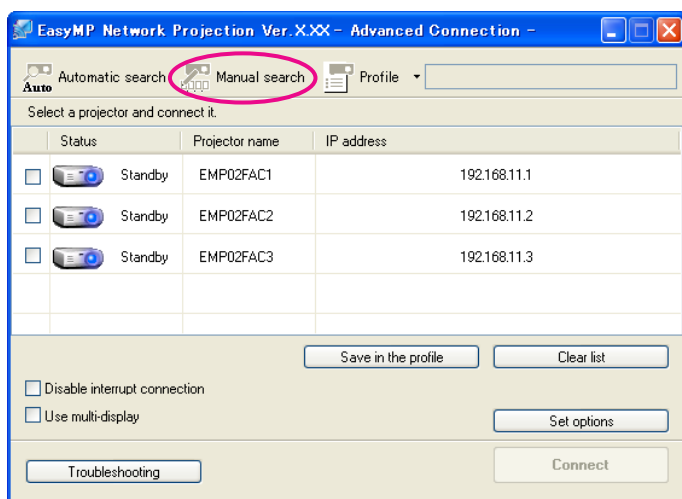 EasyMP Network Projection Ver.X.XX - Advanced Connection -
Auto Automatic search Manual search Profile
Select a projector and connect it.
Status Projector name IP address
Standby EMP02FAC1 192.168.11.1
Standby EMP02FAC2 192.168.11.2
Standby EMP02FAC3 192.168.11.3
Save in the profile Clear list
Disable interrupt connection
Use multi-display
Set options
Troubleshooting Connect